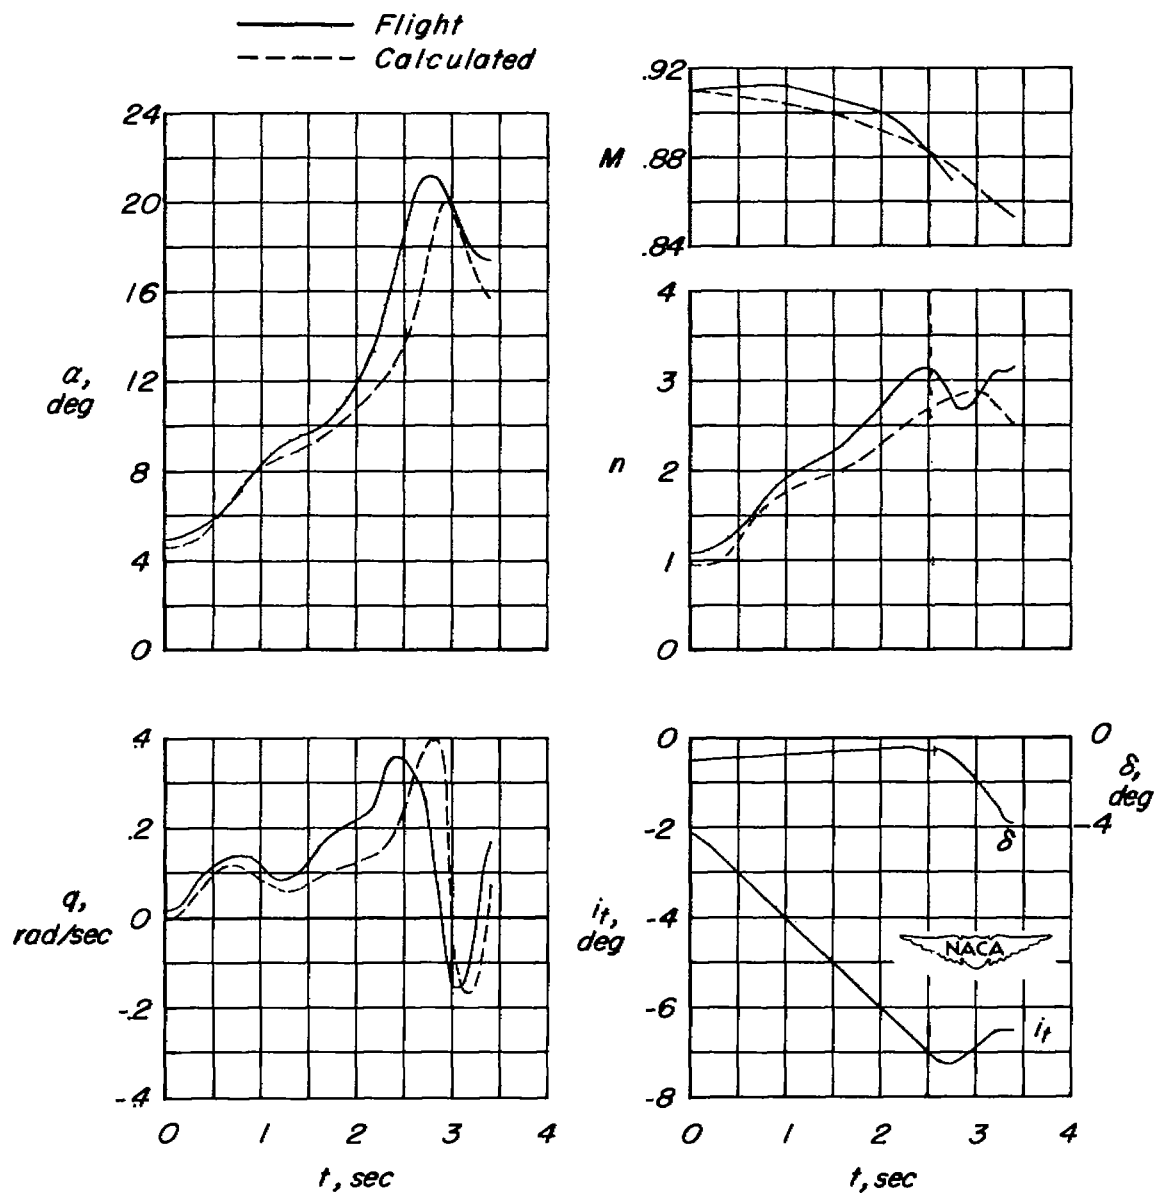 Flight
Calculated
24
20
16
α,
deg
12
8
4
0
.92
M
.88
.84
4
3
n
2
1
0
.4
.2
q,
rad/sec
0
-.2
-.4
0 1 2 3 4
t, sec
0
-2
i_t,
deg
-4
-6
-8
0
δ,
deg
-4
δ
NACA
i_t
0 1 2 3 4
t, sec